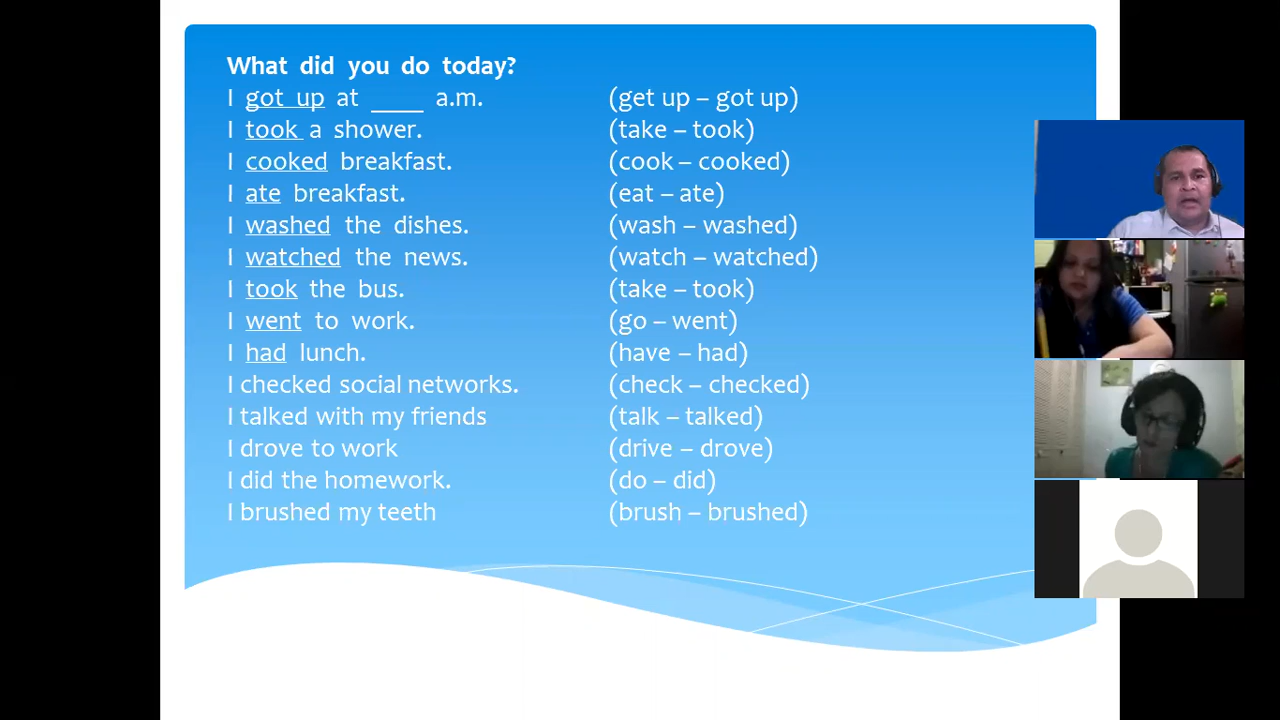 What did you do today?
I got up at ____ a.m. (get up – got up)
I took a shower. (take – took)
I cooked breakfast. (cook – cooked)
I ate breakfast. (eat – ate)
I washed the dishes. (wash – washed)
I watched the news. (watch – watched)
I took the bus. (take – took)
I went to work. (go – went)
I had lunch. (have – had)
I checked social networks. (check – checked)
I talked with my friends (talk – talked)
I drove to work (drive – drove)
I did the homework. (do – did)
I brushed my teeth (brush – brushed)